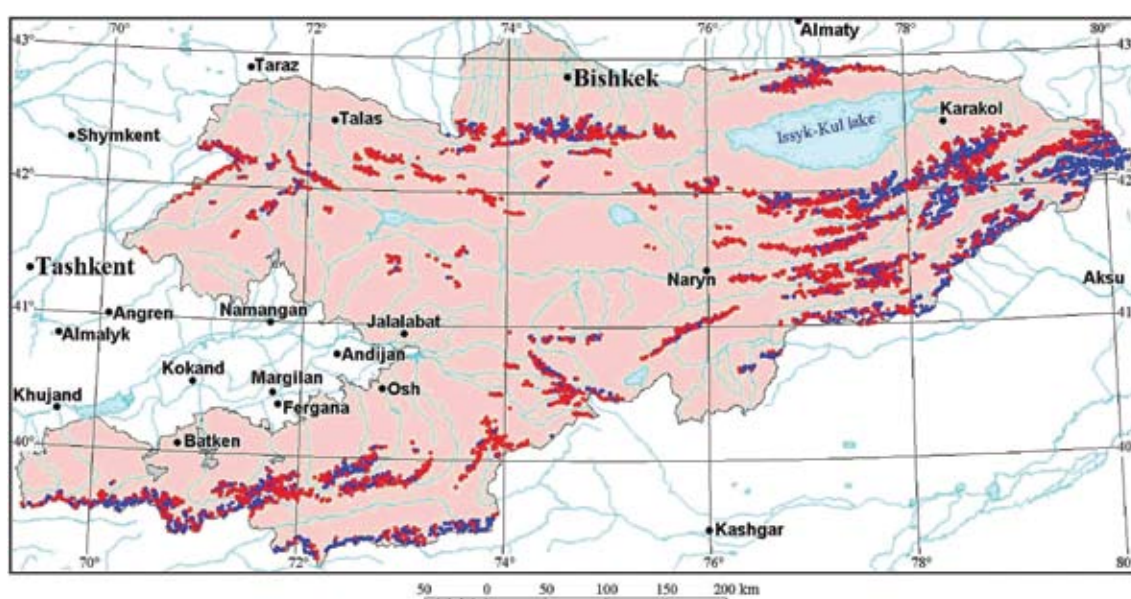 70° 72° 74° 76° Almaty 78° 80°
43° 43°
Taraz
Bishkek
Talas
Karakol
Shymkent
Issyk-Kul lake
42° 42°
Tashkent
Naryn
Aksu
41° Angren Namangan 41°
Almalyk
Jalalabat
Andijan
Kokand
Margilan
Osh
Khujand
Fergana
40° Batken 40°
Kashgar
70° 72° 74° 76° 78° 80°
50 0 50 100 150 200 km